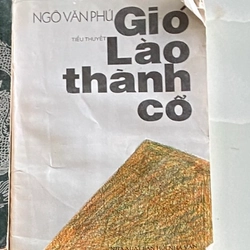 NGÔ VĂN PHÚ
TIỂU THUYẾT
Gió
Lào
thành
cổ